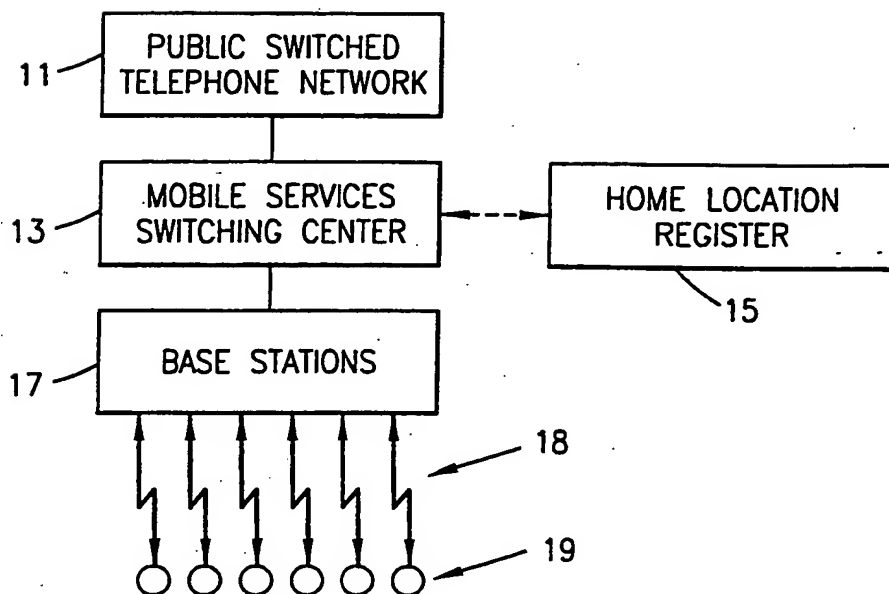 11
PUBLIC SWITCHED
TELEPHONE NETWORK
13
MOBILE SERVICES
SWITCHING CENTER
HOME LOCATION
REGISTER
15
17
BASE STATIONS
18
19